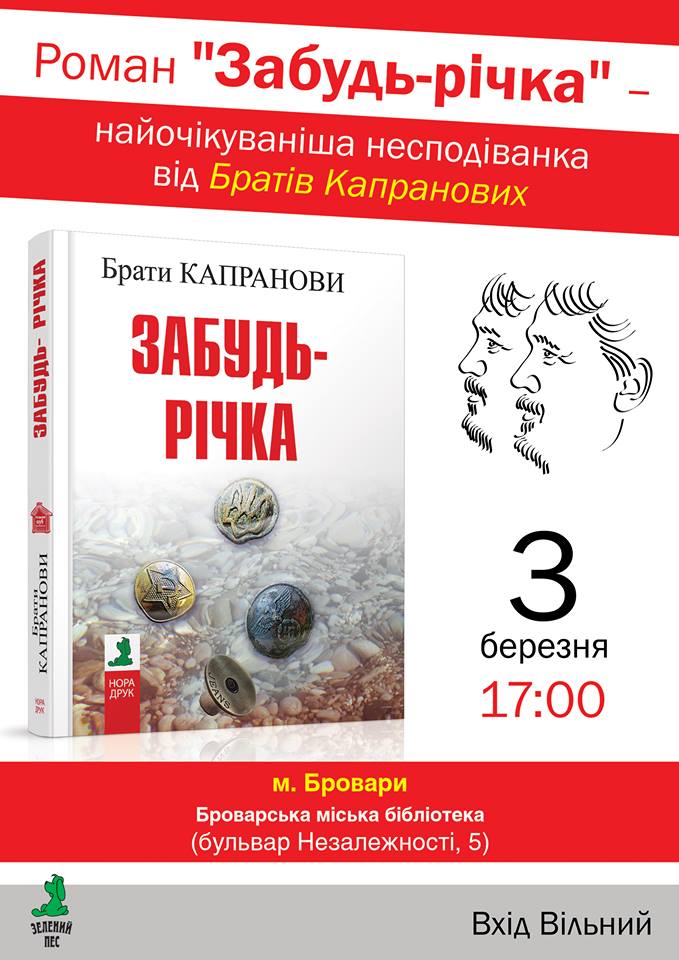 Роман "Забудь-річка" –
найочікуваніша несподіванка
від Братів Капранових
ЗАБУДЬ- РІЧКА
Брати
КАПРАНОВИ
НОРА
ДРУК
Брати КАПРАНОВИ
ЗАБУДЬ-
РІЧКА
НОРА
ДРУК
JEANS
3
березня
17:00
м. Бровари
Броварська міська бібліотека
(бульвар Незалежності, 5)
ЗЕЛЕНИЙ
ПЕС
Вхід Вільний